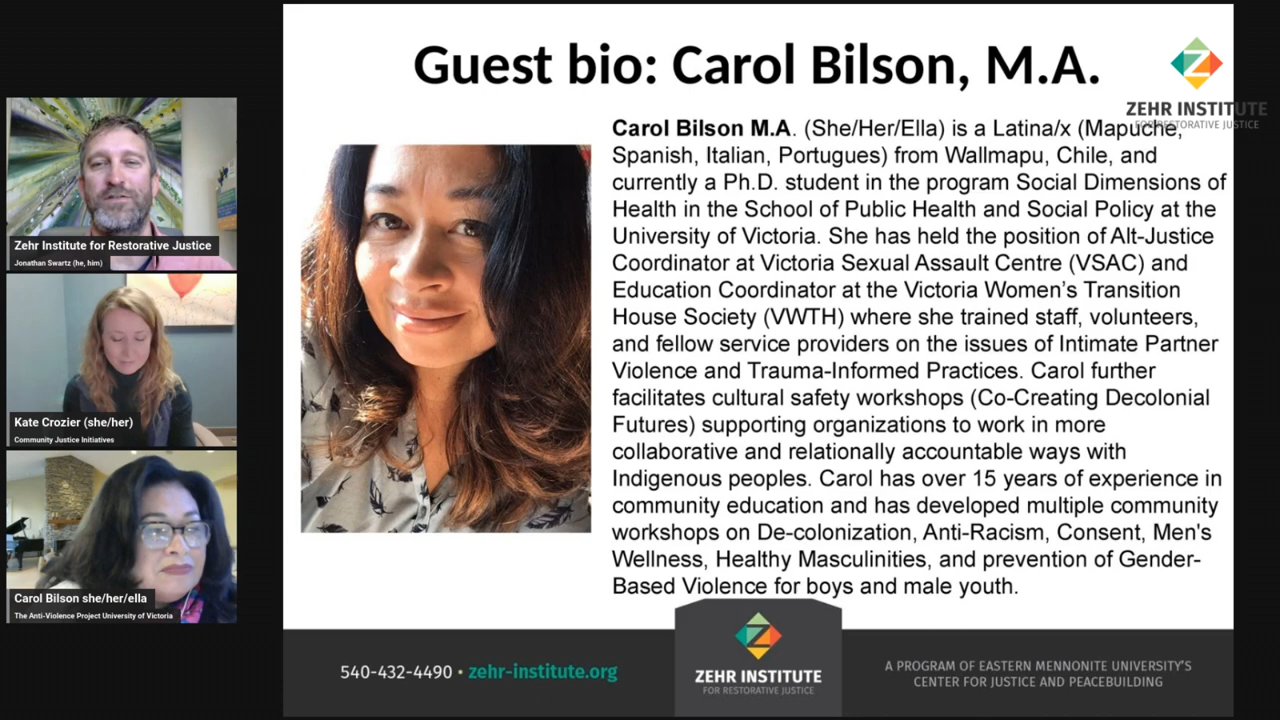 Guest bio: Carol Bilson, M.A.
ZEHR INSTITUTE
FOR RESTORATIVE JUSTICE
Carol Bilson M.A. (She/Her/Ella) is a Latina/x (Mapuche,
Spanish, Italian, Portugues) from Wallmapu, Chile, and
currently a Ph.D. student in the program Social Dimensions of
Health in the School of Public Health and Social Policy at the
University of Victoria. She has held the position of Alt-Justice
Coordinator at Victoria Sexual Assault Centre (VSAC) and
Education Coordinator at the Victoria Women's Transition
House Society (VWTH) where she trained staff, volunteers,
and fellow service providers on the issues of Intimate Partner
Violence and Trauma-Informed Practices. Carol further
facilitates cultural safety workshops (Co-Creating Decolonial
Futures) supporting organizations to work in more
collaborative and relationally accountable ways with
Indigenous peoples. Carol has over 15 years of experience in
community education and has developed multiple community
workshops on De-colonization, Anti-Racism, Consent, Men's
Wellness, Healthy Masculinities, and prevention of Gender-
Based Violence for boys and male youth.
Zehr Institute for Restorative Justice
Jonathan Swartz (he, him)
Kate Crozier (she/her)
Community Justice Initiatives
Carol Bilson she/her/ella
The Anti-Violence Project University of Victoria
540-432-4490 • zehr-institute.org
Z
ZEHR INSTITUTE
FOR RESTORATIVE JUSTICE
A PROGRAM OF EASTERN MENNONITE UNIVERSITY'S
CENTER FOR JUSTICE AND PEACEBUILDING